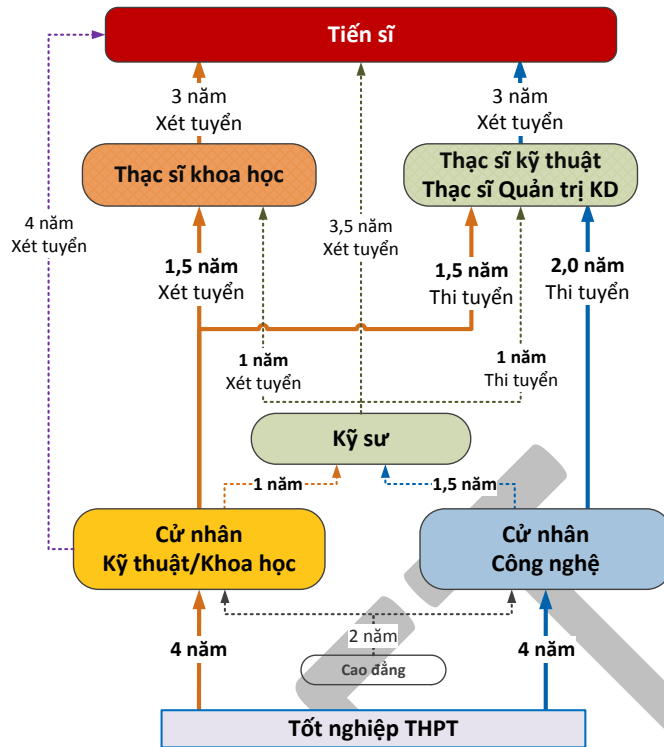 Tiến sĩ
3 năm
Xét tuyển
3 năm
Xét tuyển
Thạc sĩ khoa học
Thạc sĩ kỹ thuật
Thạc sĩ Quản trị KD
4 năm
Xét tuyển
3,5 năm
Xét tuyển
1,5 năm
Xét tuyển
1,5 năm
Thi tuyển
2,0 năm
Thi tuyển
1 năm
Xét tuyển
1 năm
Thi tuyển
Kỹ sư
1 năm
1,5 năm
Cử nhân
Kỹ thuật/Khoa học
Cử nhân
Công nghệ
2 năm
4 năm
4 năm
Cao đẳng
Tốt nghiệp THPT